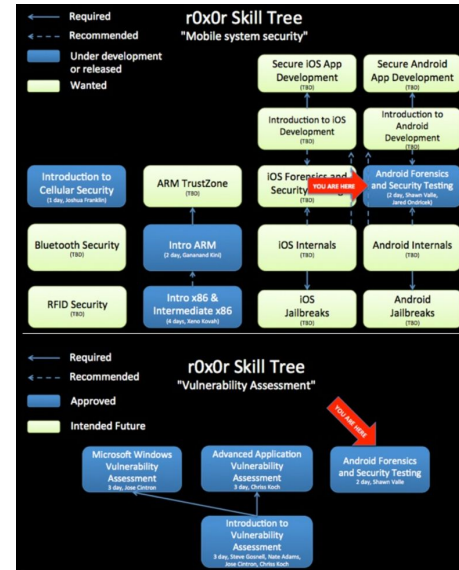 r0x0r Skill Tree
"Mobile system security"
Required
Recommended
Under development
or released
Wanted
Secure iOS App
Development
(TBD)
Secure Android
App Development
(TBD)
Introduction to iOS
Development
(TBD)
Introduction to
Android
Development
(TBD)
Introduction to
Cellular Security
(1 day, Joshua Franklin)
ARM TrustZone
(TBD)
iOS Forensics and
Security
(TBD)
YOU ARE HERE
Android Forensics
and Security Testing
(2 day, Shawn Valle,
Jared Ondricek)
Bluetooth Security
(TBD)
Intro ARM
(2 day, Gananand Kini)
iOS Internals
(TBD)
Android Internals
(TBD)
RFID Security
(TBD)
Intro x86 &
Intermediate x86
(4 days, Xeno Kovah)
iOS
Jailbreaks
(TBD)
Android
Jailbreaks
(TBD)
r0x0r Skill Tree
"Vulnerability Assessment"
Required
Recommended
Approved
Intended Future
YOU ARE HERE
Microsoft Windows
Vulnerability
Assessment
3 day, Jose Cintron
Advanced Application
Vulnerability
Assessment
3 day, Chriss Koch
Android Forensics
and Security Testing
2 day, Shawn Valle
Introduction to
Vulnerability
Assessment
3 day, Steve Gosnell, Nate Adams,
Jose Cintron, Chriss Koch